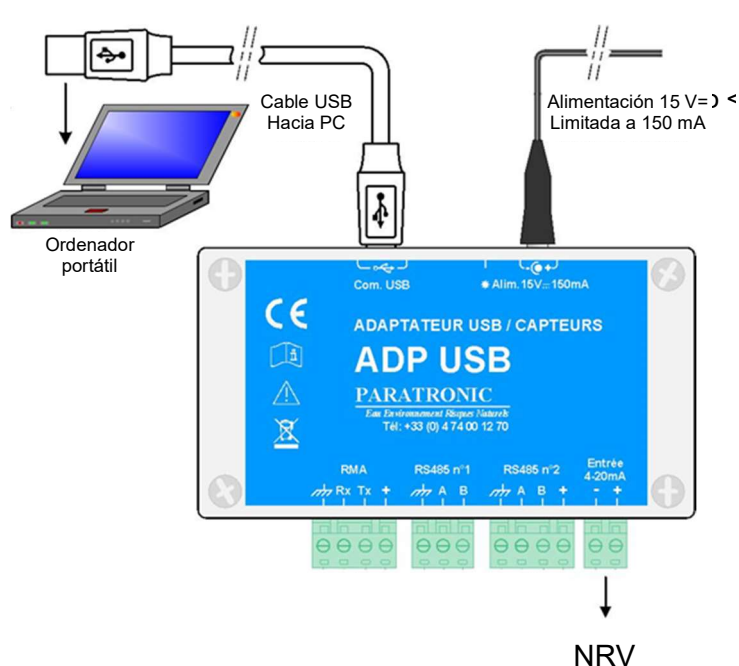 Cable USB
Hacia PC
Alimentación 15 V=
Limitada a 150 mA
Ordenador
portátil
Com. USB
Alim. 15V 150mA
CE
ADAPTATEUR USB / CAPTEURS
ADP USB
PARATRONIC
Eau Environnement Risques Naturels
Tél: +33 (0) 4 74 00 12 70
RMA RS485 n°1 RS485 n°2 Entrée
4-20mA
Rx Tx + A B A B + - +
NRV